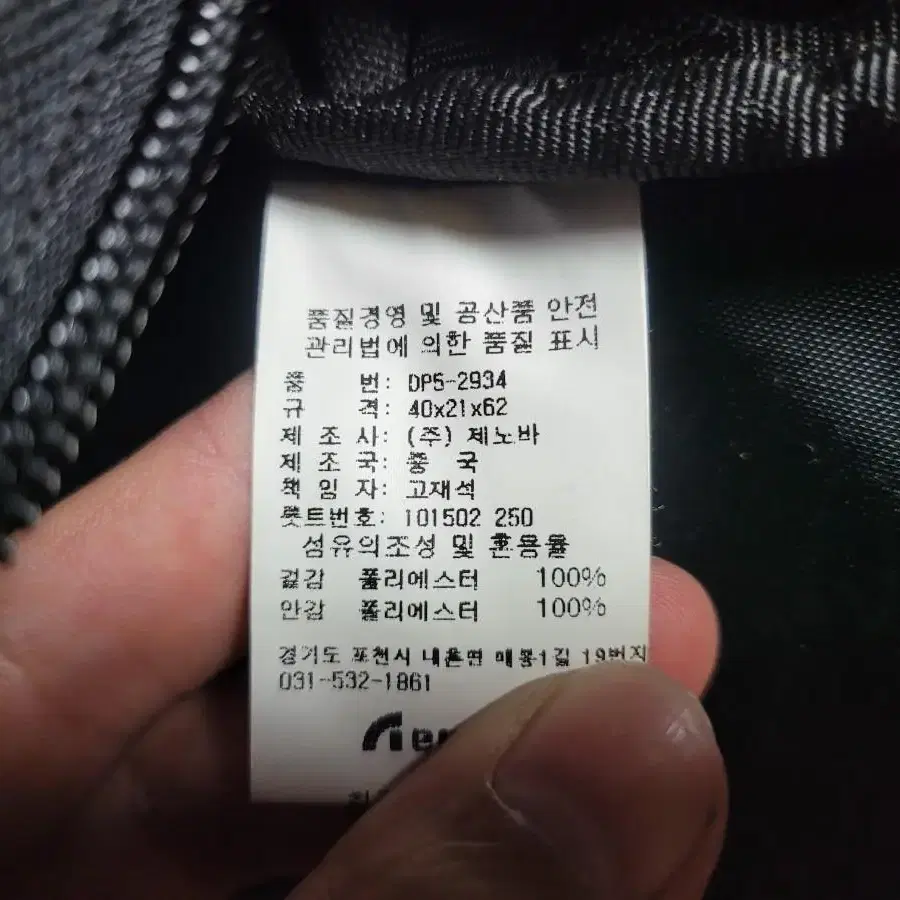 품질경영 및 공산품 안전
관리법에 의한 품질 표시
품 번: DP5-2934
규 격: 40x21x62
제 조 사: (주) 제노바
제 조 국: 중 국
책 임 자: 고재석
롯트번호: 101502 250
섬유의조성 및 혼용율
겉감 폴리에스터 100%
안감 폴리에스터 100%
경기도 포천시 내촌면 매봉1길 19번지
031-532-1861